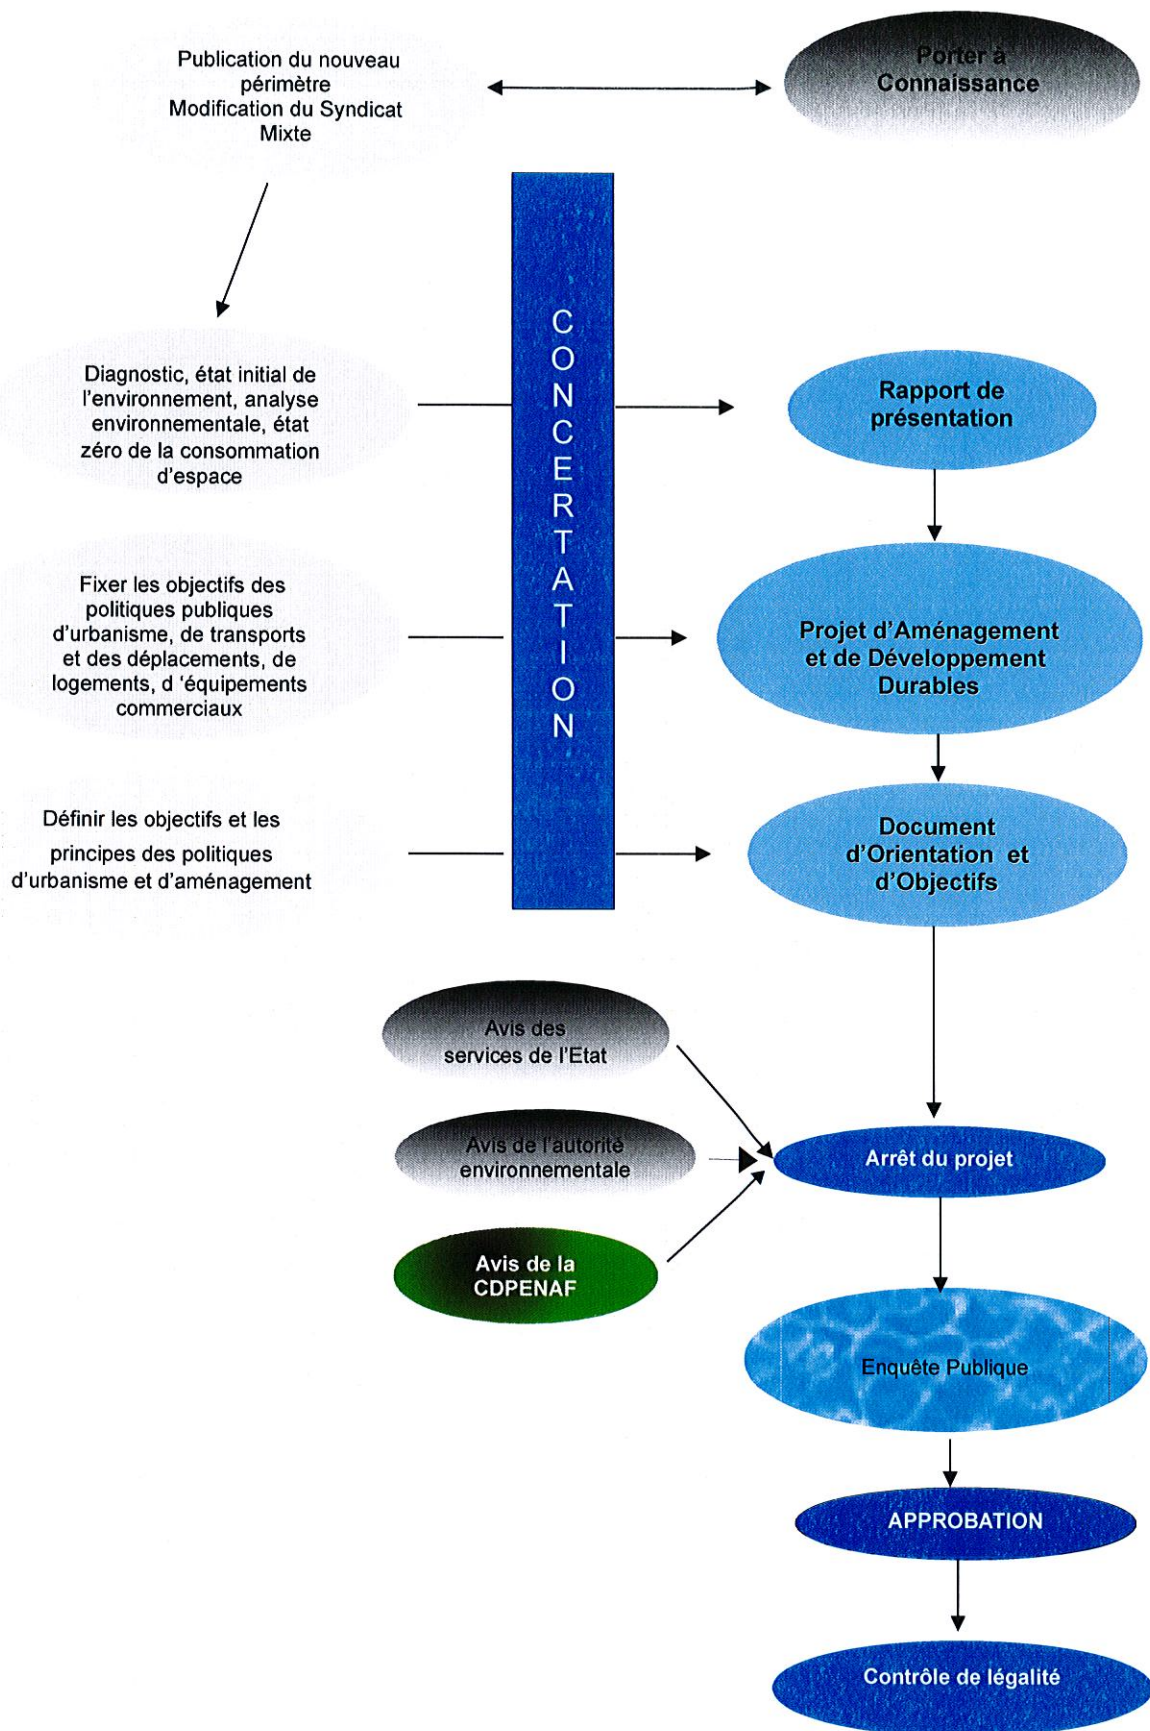 Publication du nouveau
périmètre
Modification du Syndicat
Mixte
Porter à
Connaissance
C
O
N
C
E
R
T
A
T
I
O
N
Diagnostic, état initial de
l'environnement, analyse
environnementale, état
zéro de la consommation
d'espace
Rapport de
présentation
Fixer les objectifs des
politiques publiques
d'urbanisme, de transports
et des déplacements, de
logements, d 'équipements
commerciaux
Projet d'Aménagement
et de Développement
Durables
Définir les objectifs et les
principes des politiques
d'urbanisme et d'aménagement
Document
d'Orientation et
d'Objectifs
Avis des
services de l'Etat
Avis de l'autorité
environnementale
Arrêt du projet
Avis de la
CDPENAF
Enquête Publique
APPROBATION
Contrôle de légalité